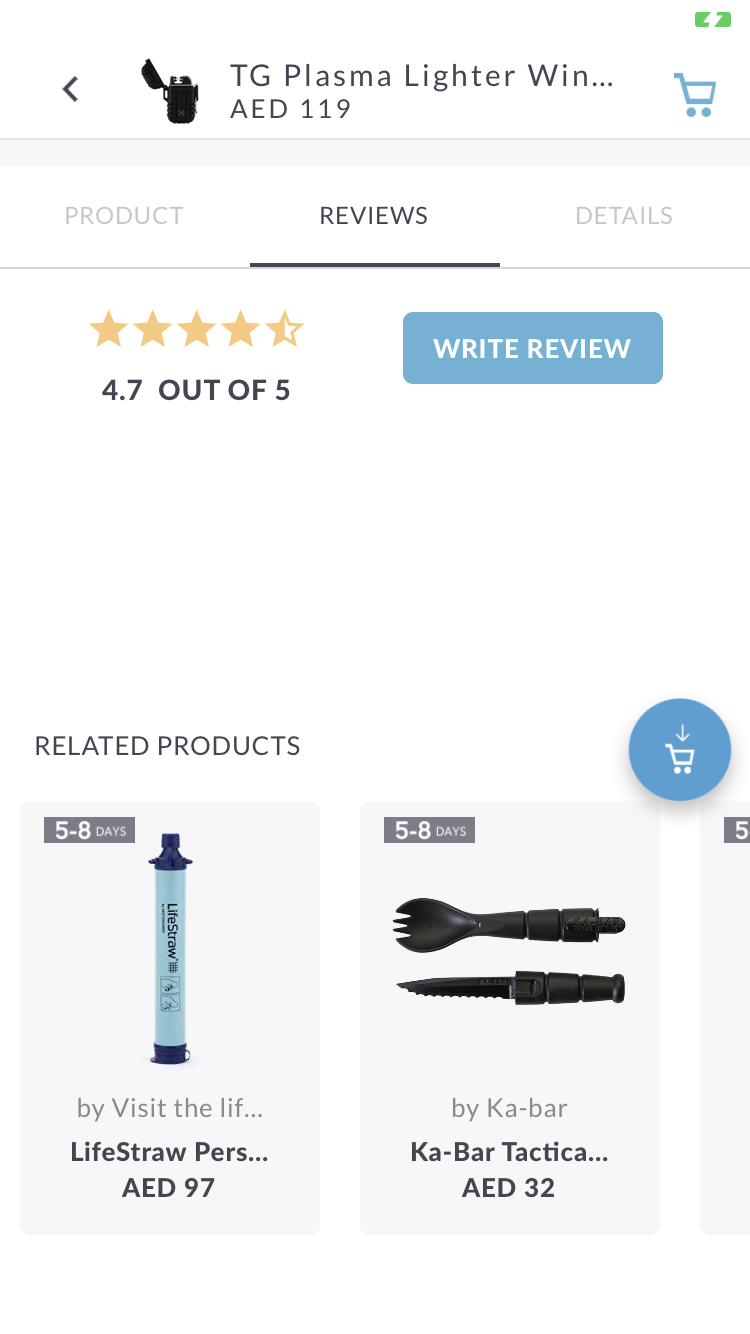 TG Plasma Lighter Win...
AED 119
PRODUCT
REVIEWS
DETAILS
4.7 OUT OF 5
WRITE REVIEW
RELATED PRODUCTS
5-8 DAYS
5-8 DAYS
5
LifeStraw
KA-BAR
by Visit the lif...
by Ka-bar
LifeStraw Pers...
Ka-Bar Tactica...
AED 97
AED 32